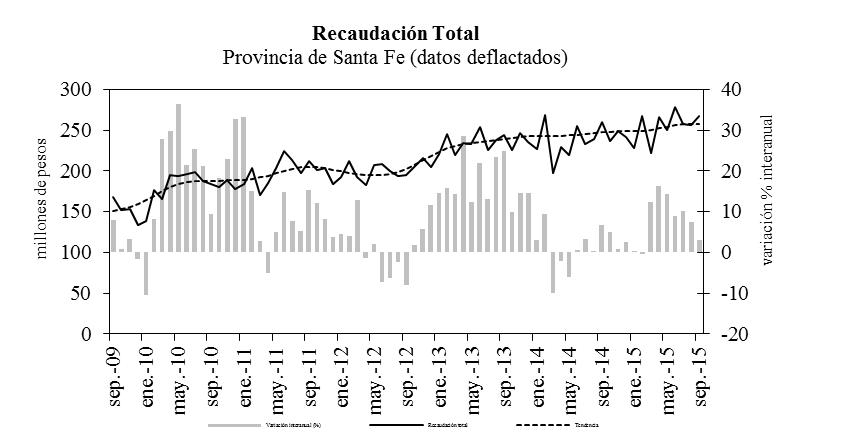 Recaudación Total
Provincia de Santa Fe (datos deflactados)
millones de pesos
300
250
200
150
100
50
0
40
30
20
10
0
-10
-20
variación % interanual
sep.-09
ene.-10
may.-10
sep.-10
ene.-11
may.-11
sep.-11
ene.-12
may.-12
sep.-12
ene.-13
may.-13
sep.-13
ene.-14
may.-14
sep.-14
ene.-15
may.-15
sep.-15
Variación interanual (%)
Recaudación total
Tendencia